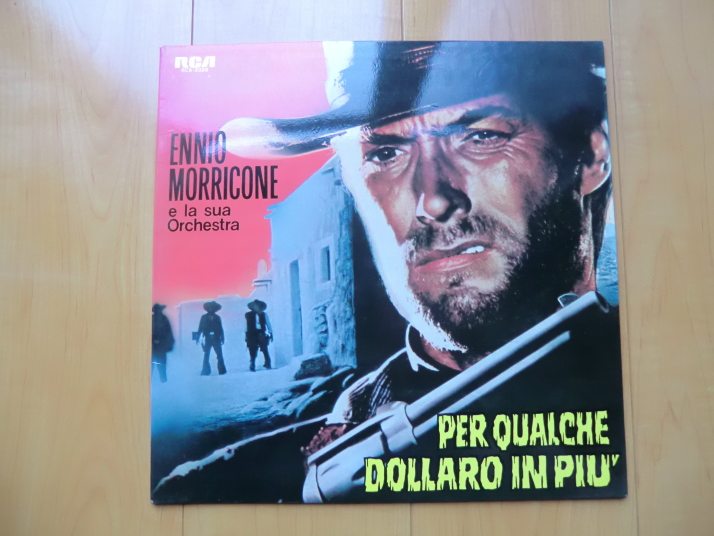 RCA
ENNIO
MORRICONE
e la sua
Orchestra
PER QUALCHE
DOLLARO IN PIU'